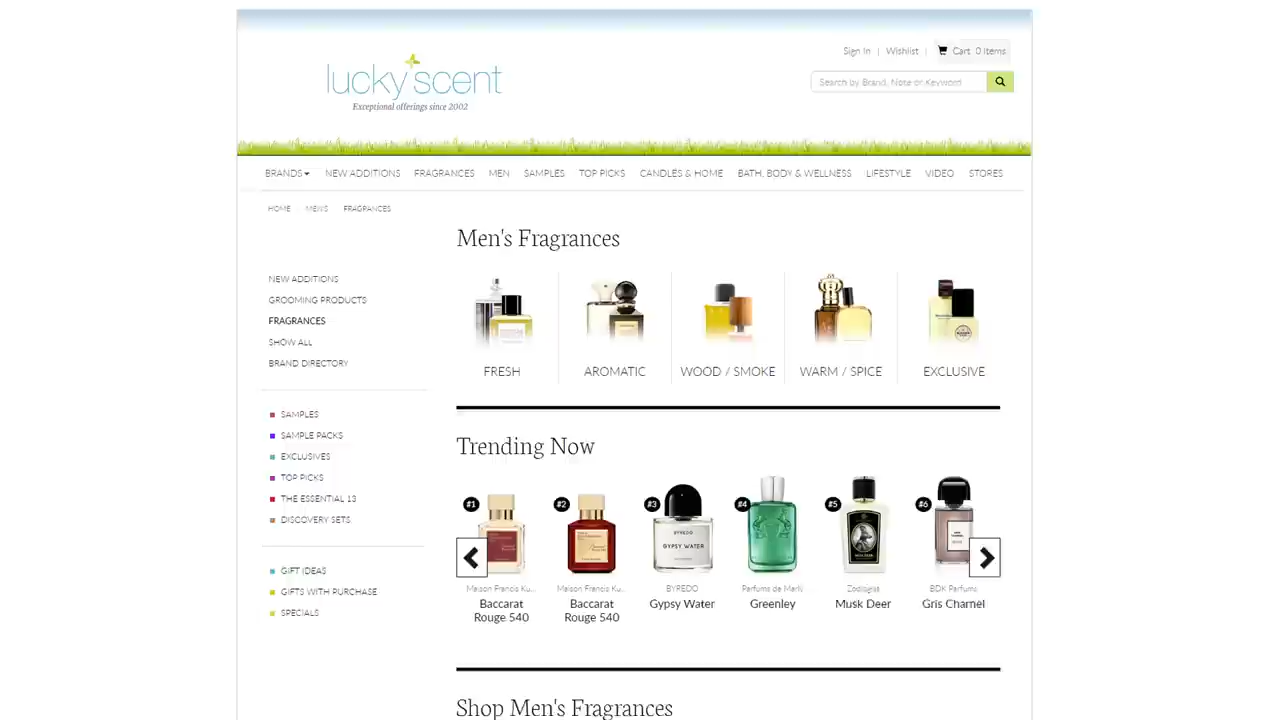 Sign In | Wishlist | Cart 0 Items
lucky scent
Exceptional offerings since 2002
Search by Brand, Note or Keyword
BRANDS NEW ADDITIONS FRAGRANCES MEN SAMPLES TOP PICKS CANDLES & HOME BATH, BODY & WELLNESS LIFESTYLE VIDEO STORES
HOME MEN'S FRAGRANCES
Men's Fragrances
NEW ADDITIONS
GROOMING PRODUCTS
FRAGRANCES
SHOW ALL
BRAND DIRECTORY
FRESH AROMATIC WOOD / SMOKE WARM / SPICE EXCLUSIVE
SAMPLES
SAMPLE PACKS
EXCLUSIVES
TOP PICKS
THE ESSENTIAL 13
DISCOVERY SETS
GIFT IDEAS
GIFTS WITH PURCHASE
SPECIALS
Trending Now
#1 #2 #3 #4 #5 #6
BYREDO
GYPSY WATER
Maison Francis Ku... Maison Francis Ku... BYREDO Parfums de Marly Zoologist BDK Parfums
Baccarat Rouge 540
Baccarat Rouge 540
Gypsy Water
Greenley
Musk Deer
Gris Charnel
Shop Men's Fragrances